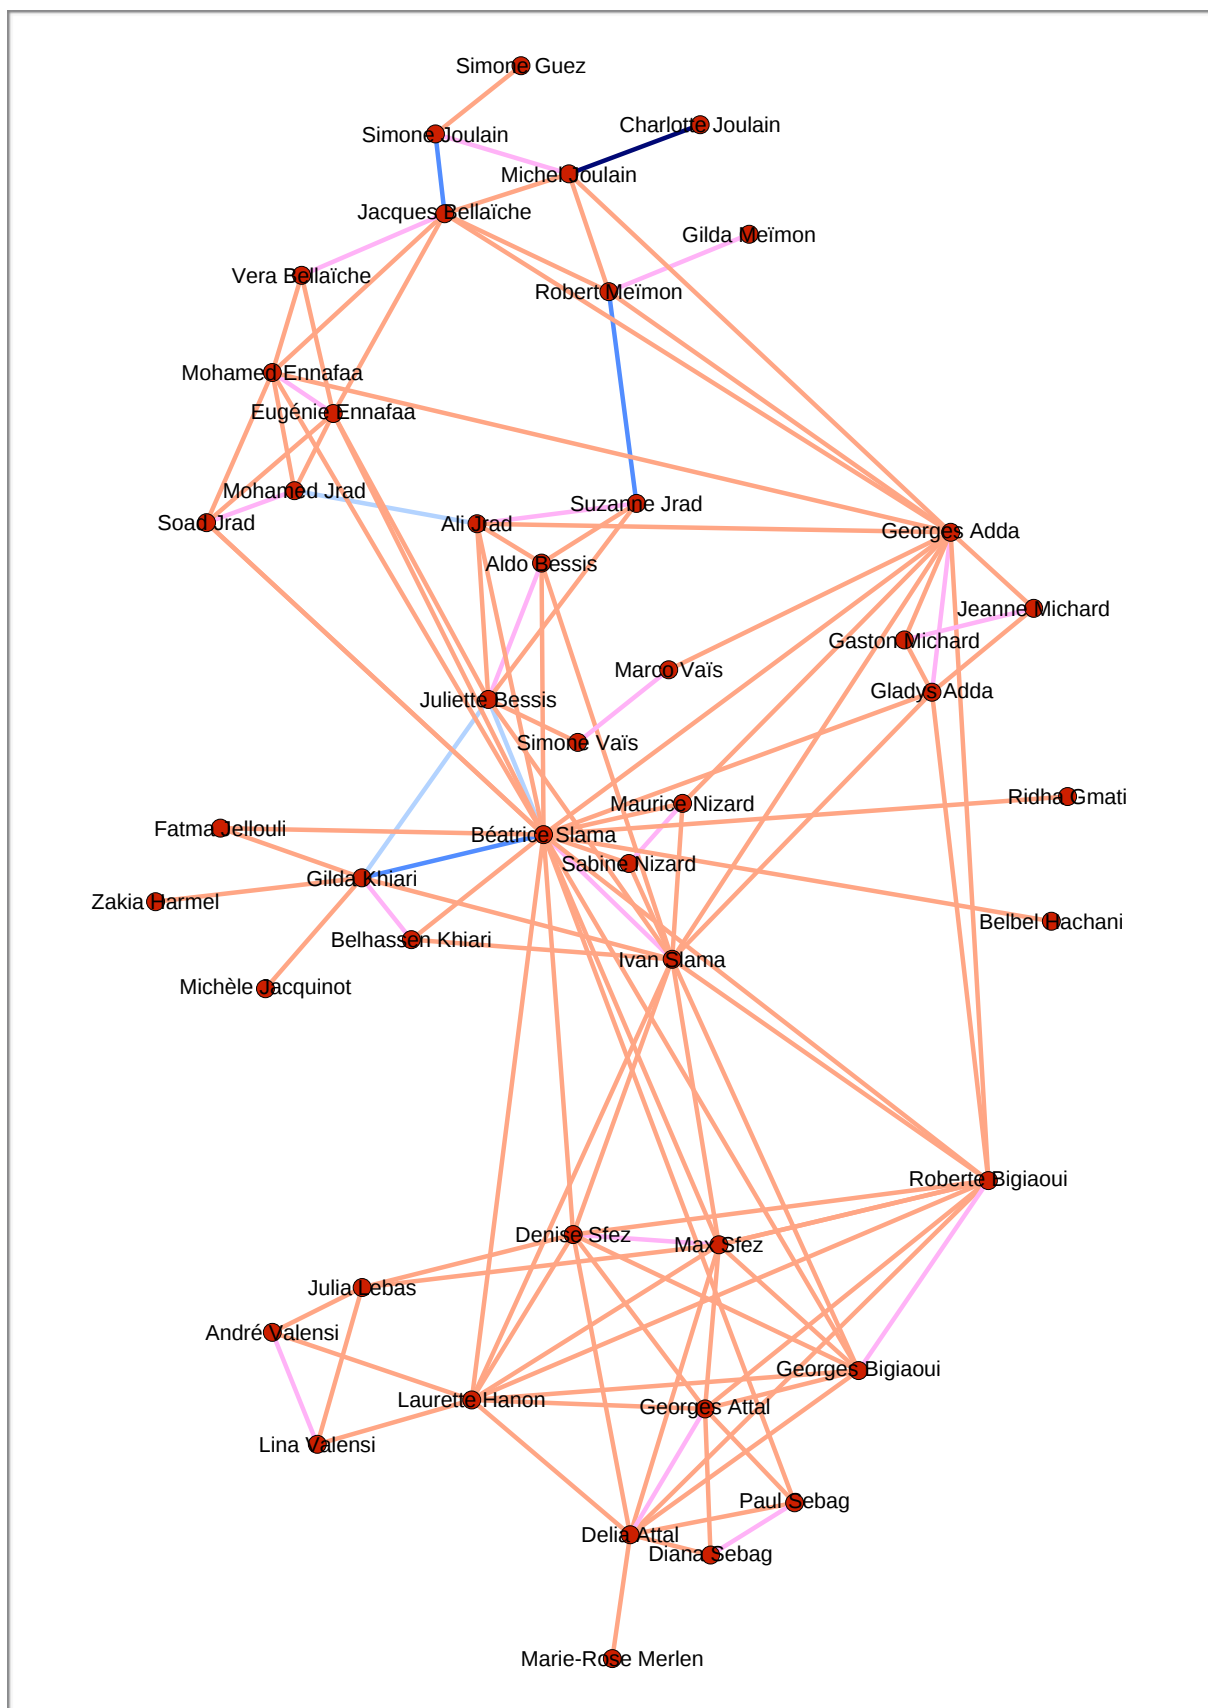 Simone Guez
Charlotte Joulain
Simone Joulain
Michel Joulain
Jacques Bellaïche
Gilda Meïmon
Vera Bellaïche
Robert Meïmon
Mohamed Ennafaa
Eugénie Ennafaa
Mohamed Jrad
Suzanne Jrad
Soad Jrad
Ali Jrad
Georges Adda
Aldo Bessis
Jeanne Michard
Gaston Michard
Marco Vaïs
Gladys Adda
Juliette Bessis
Simone Vaïs
Ridha Gmati
Maurice Nizard
Fatma Jellouli
Béatrice Slama
Sabine Nizard
Gilda Khiari
Zakia Harmel
Belbel Hachani
Belhassen Khiari
Ivan Slama
Michèle Jacquinot
Roberte Bigiaoui
Denise Sfez
Max Sfez
Julia Lebas
André Valensi
Georges Bigiaoui
Laurette Hanon
Georges Attal
Lina Valensi
Paul Sebag
Delia Attal
Diana Sebag
Marie-Rose Merlen